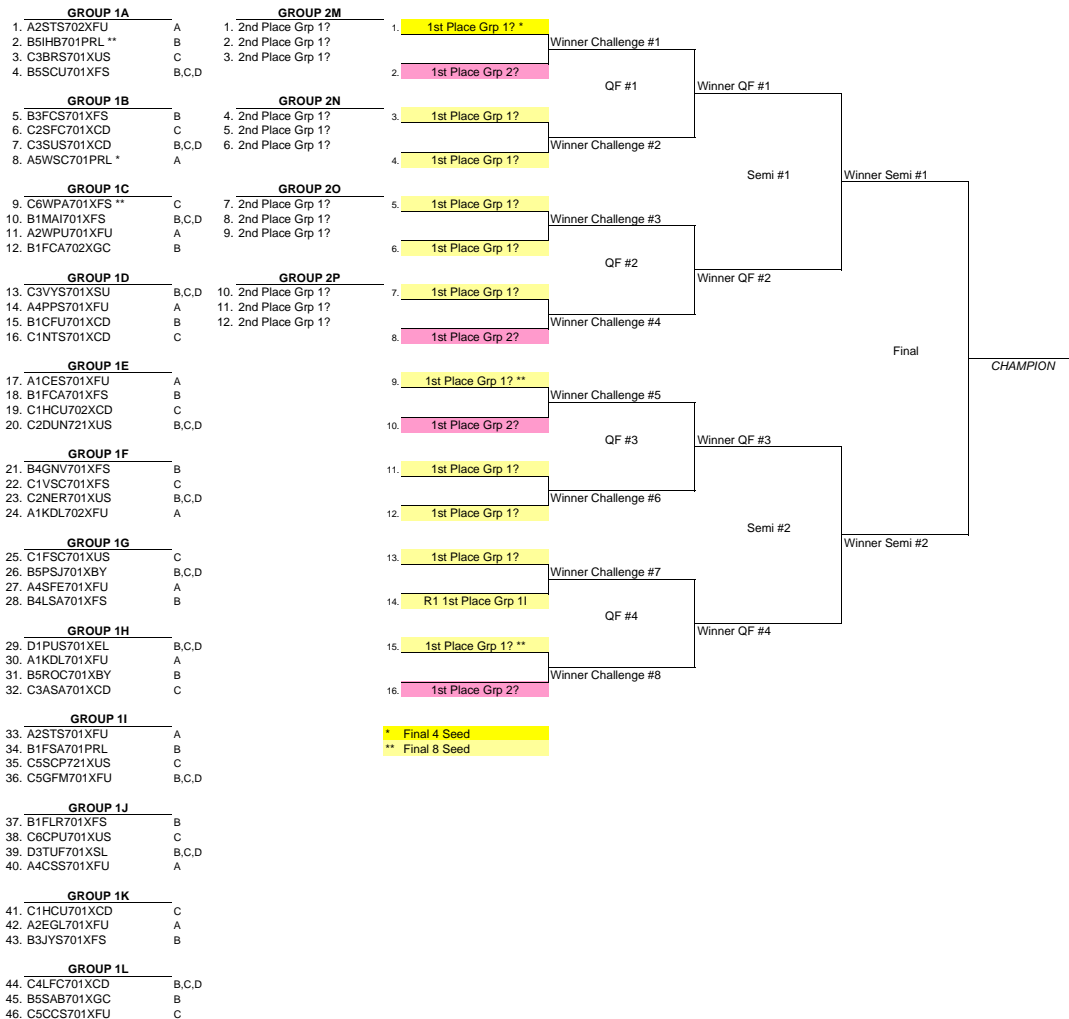 GROUP 1A
1. A2STS702XFU A
2. B5IHB701PRL ** B
3. C3BRS701XUS C
4. B5SCU701XFS B,C,D
GROUP 1B
5. B3FCS701XFS B
6. C2SFC701XCD C
7. C3SUS701XCD B,C,D
8. A5WSC701PRL * A
GROUP 1C
9. C6WPA701XFS ** C
10. B1MAI701XFS B,C,D
11. A2WPU701XFU A
12. B1FCA702XGC B
GROUP 1D
13. C3VYS701XSU B,C,D
14. A4PPS701XFU A
15. B1CFU701XCD B
16. C1NTS701XCD C
GROUP 1E
17. A1CES701XFU A
18. B1FCA701XFS B
19. C1HCU702XCD C
20. C2DUN721XUS B,C,D
GROUP 1F
21. B4GNV701XFS B
22. C1VSC701XFS C
23. C2NER701XUS B,C,D
24. A1KDL702XFU A
GROUP 1G
25. C1FSC701XUS C
26. B5PSJ701XBY B,C,D
27. A4SFE701XFU A
28. B4LSA701XFS B
GROUP 1H
29. D1PUS701XEL B,C,D
30. A1KDL701XFU A
31. B5ROC701XBY B
32. C3ASA701XCD C
GROUP 1I
33. A2STS701XFU A
34. B1FSA701PRL B
35. C5SCP721XUS C
36. C5GFM701XFU B,C,D
GROUP 1J
37. B1FLR701XFS B
38. C6CPU701XUS C
39. D3TUF701XSL B,C,D
40. A4CSS701XFU A
GROUP 1K
41. C1HCU701XCD C
42. A2EGL701XFU A
43. B3JYS701XFS B
GROUP 1L
44. C4LFC701XCD B,C,D
45. B5SAB701XGC B
46. C5CCS701XFU C
GROUP 2M
1. 2nd Place Grp 1?
2. 2nd Place Grp 1?
3. 2nd Place Grp 1?
GROUP 2N
4. 2nd Place Grp 1?
5. 2nd Place Grp 1?
6. 2nd Place Grp 1?
GROUP 2O
7. 2nd Place Grp 1?
8. 2nd Place Grp 1?
9. 2nd Place Grp 1?
GROUP 2P
10. 2nd Place Grp 1?
11. 2nd Place Grp 1?
12. 2nd Place Grp 1?
1. 1st Place Grp 1? *
2. 1st Place Grp 2?
3. 1st Place Grp 1?
4. 1st Place Grp 1?
5. 1st Place Grp 1?
6. 1st Place Grp 1?
7. 1st Place Grp 1?
8. 1st Place Grp 2?
9. 1st Place Grp 1? **
10. 1st Place Grp 2?
11. 1st Place Grp 1?
12. 1st Place Grp 1?
13. 1st Place Grp 1?
14. R1 1st Place Grp 1I
15. 1st Place Grp 1? **
16. 1st Place Grp 2?
* Final 4 Seed
** Final 8 Seed
Winner Challenge #1
QF #1
Winner Challenge #2
Winner Challenge #3
QF #2
Winner Challenge #4
Winner Challenge #5
QF #3
Winner Challenge #6
Winner Challenge #7
QF #4
Winner Challenge #8
Winner QF #1
Semi #1
Winner QF #2
Winner QF #3
Semi #2
Winner QF #4
Winner Semi #1
Final
Winner Semi #2
CHAMPION